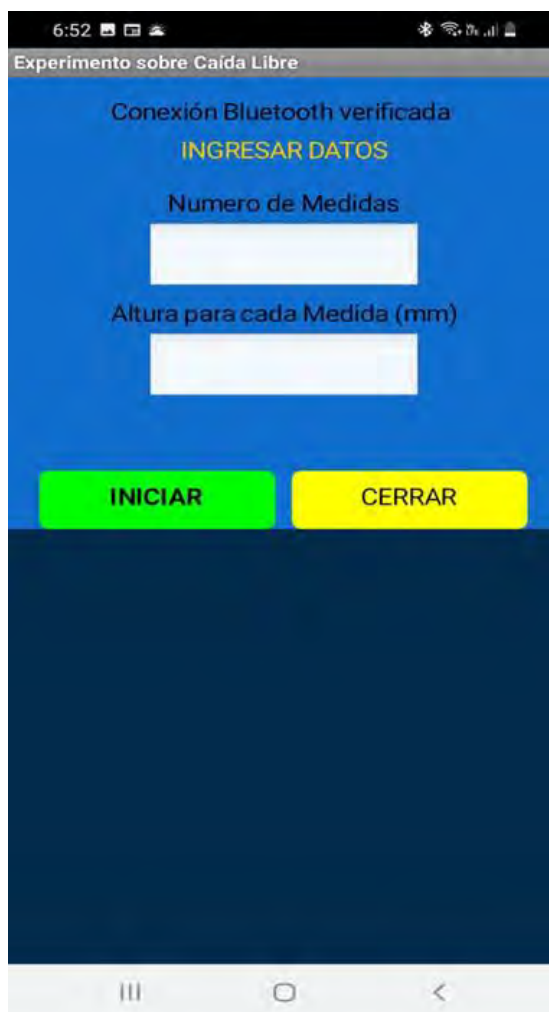 6:52
Experimento sobre Caída Libre
Conexión Bluetooth verificada
INGRESAR DATOS
Numero de Medidas
Altura para cada Medida (mm)
INICIAR CERRAR